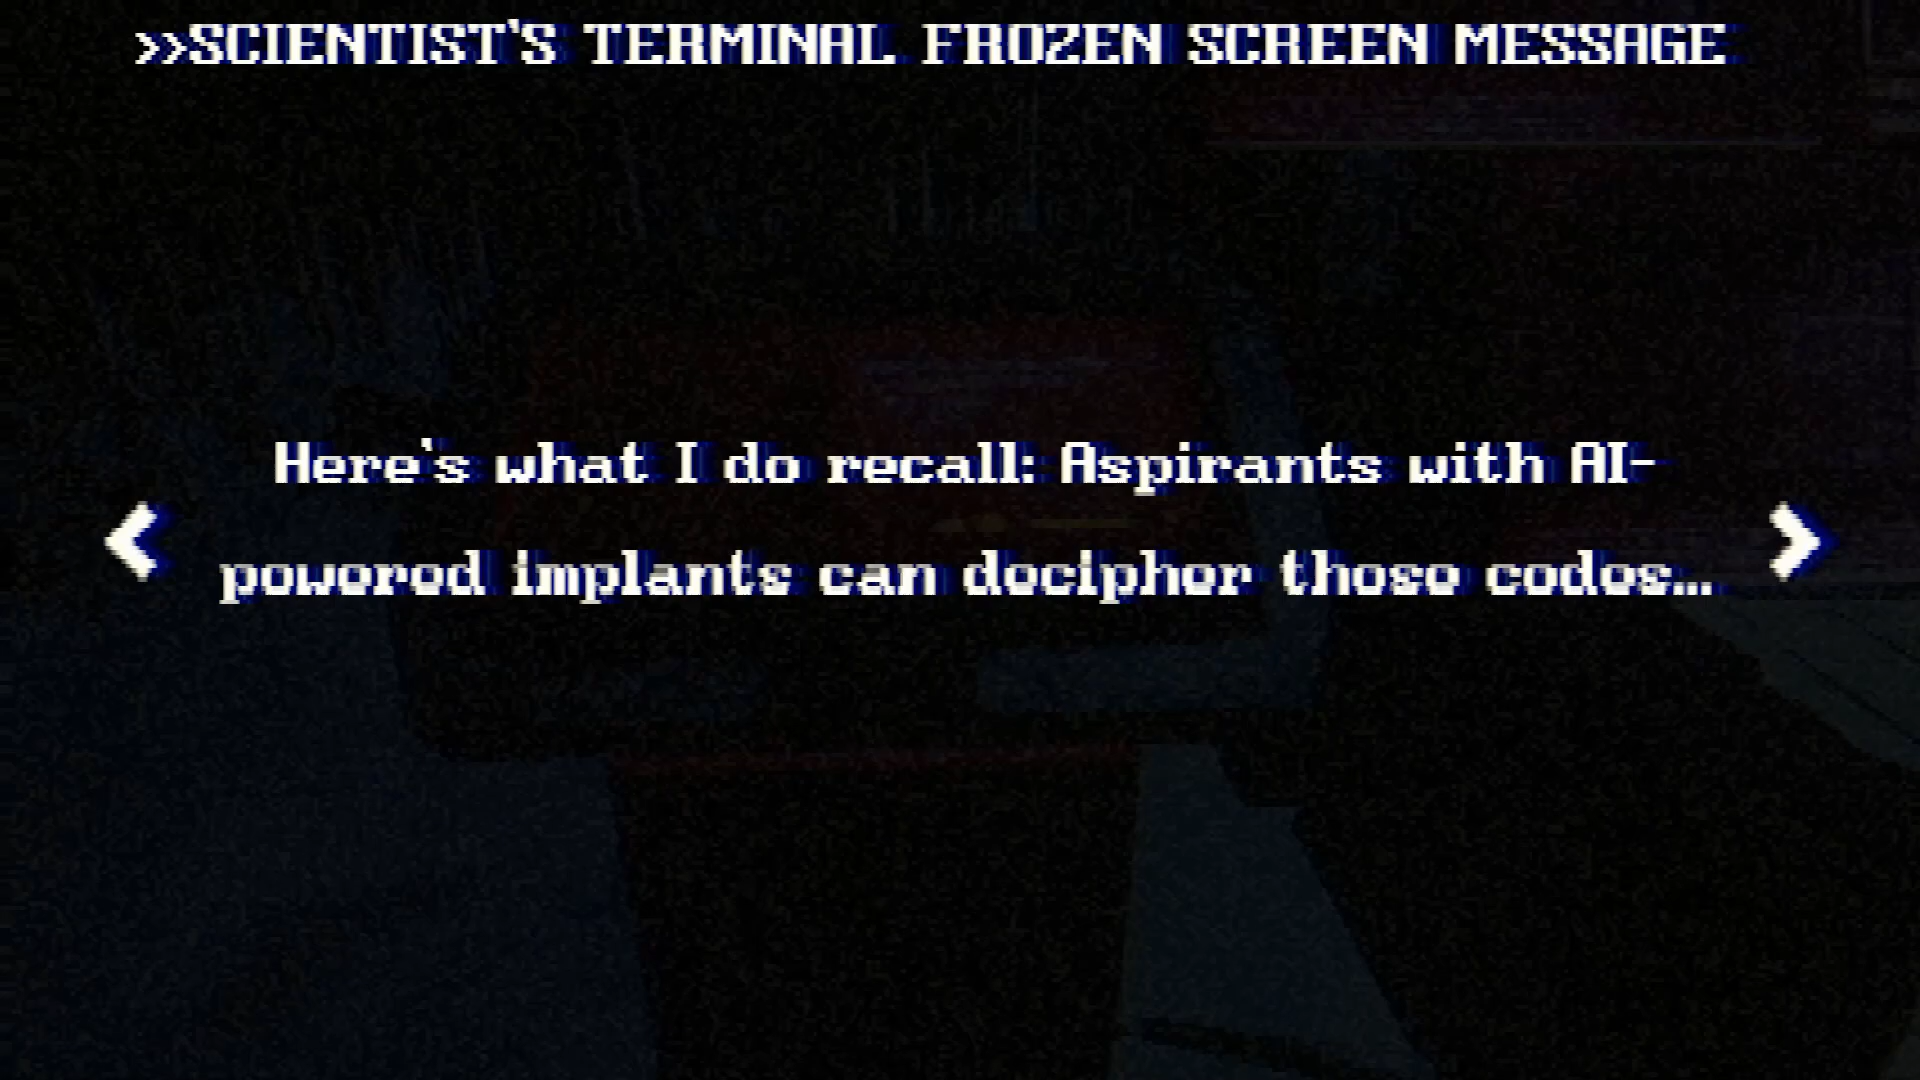 >>SCIENTIST'S TERMINAL FROZEN SCREEN MESSAGE
Here's what I do recall: Aspirants with AI-
powered implants can decipher those codes...